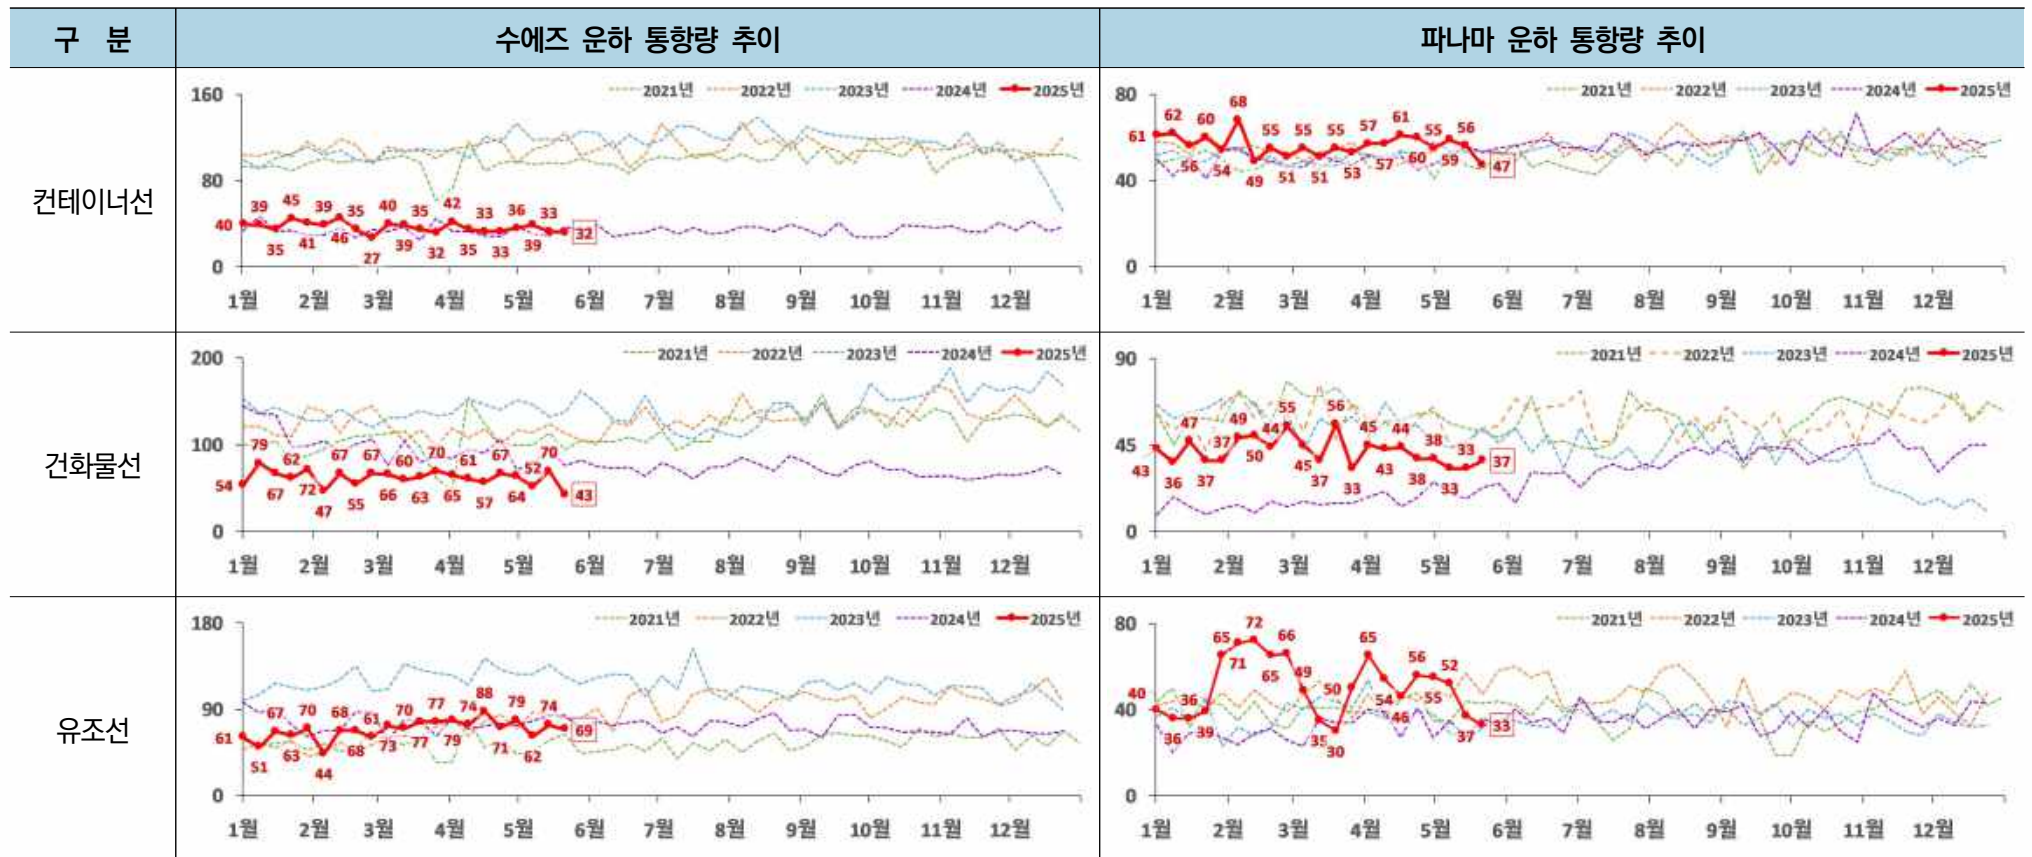 구 분 수에즈 운하 통항량 추이 파나마 운하 통항량 추이
컨테이너선
2021년 2022년 2023년 2024년 2025년
160
80
0
40 39 35 45 41 39 46 35 27 40 39 35 32 42 35 33 33 36 39 33 32
1월 2월 3월 4월 5월 6월 7월 8월 9월 10월 11월 12월
2021년 2022년 2023년 2024년 2025년
80
40
0
61 62 56 60 54 68 49 55 51 55 51 55 53 57 57 61 60 55 59 56 47
1월 2월 3월 4월 5월 6월 7월 8월 9월 10월 11월 12월
건화물선
2021년 2022년 2023년 2024년 2025년
200
100
0
54 79 67 62 72 47 67 55 67 66 60 63 70 65 61 57 67 64 52 70 43
1월 2월 3월 4월 5월 6월 7월 8월 9월 10월 11월 12월
2021년 2022년 2023년 2024년 2025년
90
45
0
43 36 47 37 37 49 50 44 55 45 37 56 33 45 43 44 38 38 33 33 37
1월 2월 3월 4월 5월 6월 7월 8월 9월 10월 11월 12월
유조선
2021년 2022년 2023년 2024년 2025년
180
90
0
61 51 67 63 70 44 68 68 61 73 70 77 77 79 74 88 71 79 62 74 69
1월 2월 3월 4월 5월 6월 7월 8월 9월 10월 11월 12월
2021년 2022년 2023년 2024년 2025년
80
40
0
40 36 36 39 65 71 72 65 66 49 35 30 50 65 54 46 56 55 52 37 33
1월 2월 3월 4월 5월 6월 7월 8월 9월 10월 11월 12월